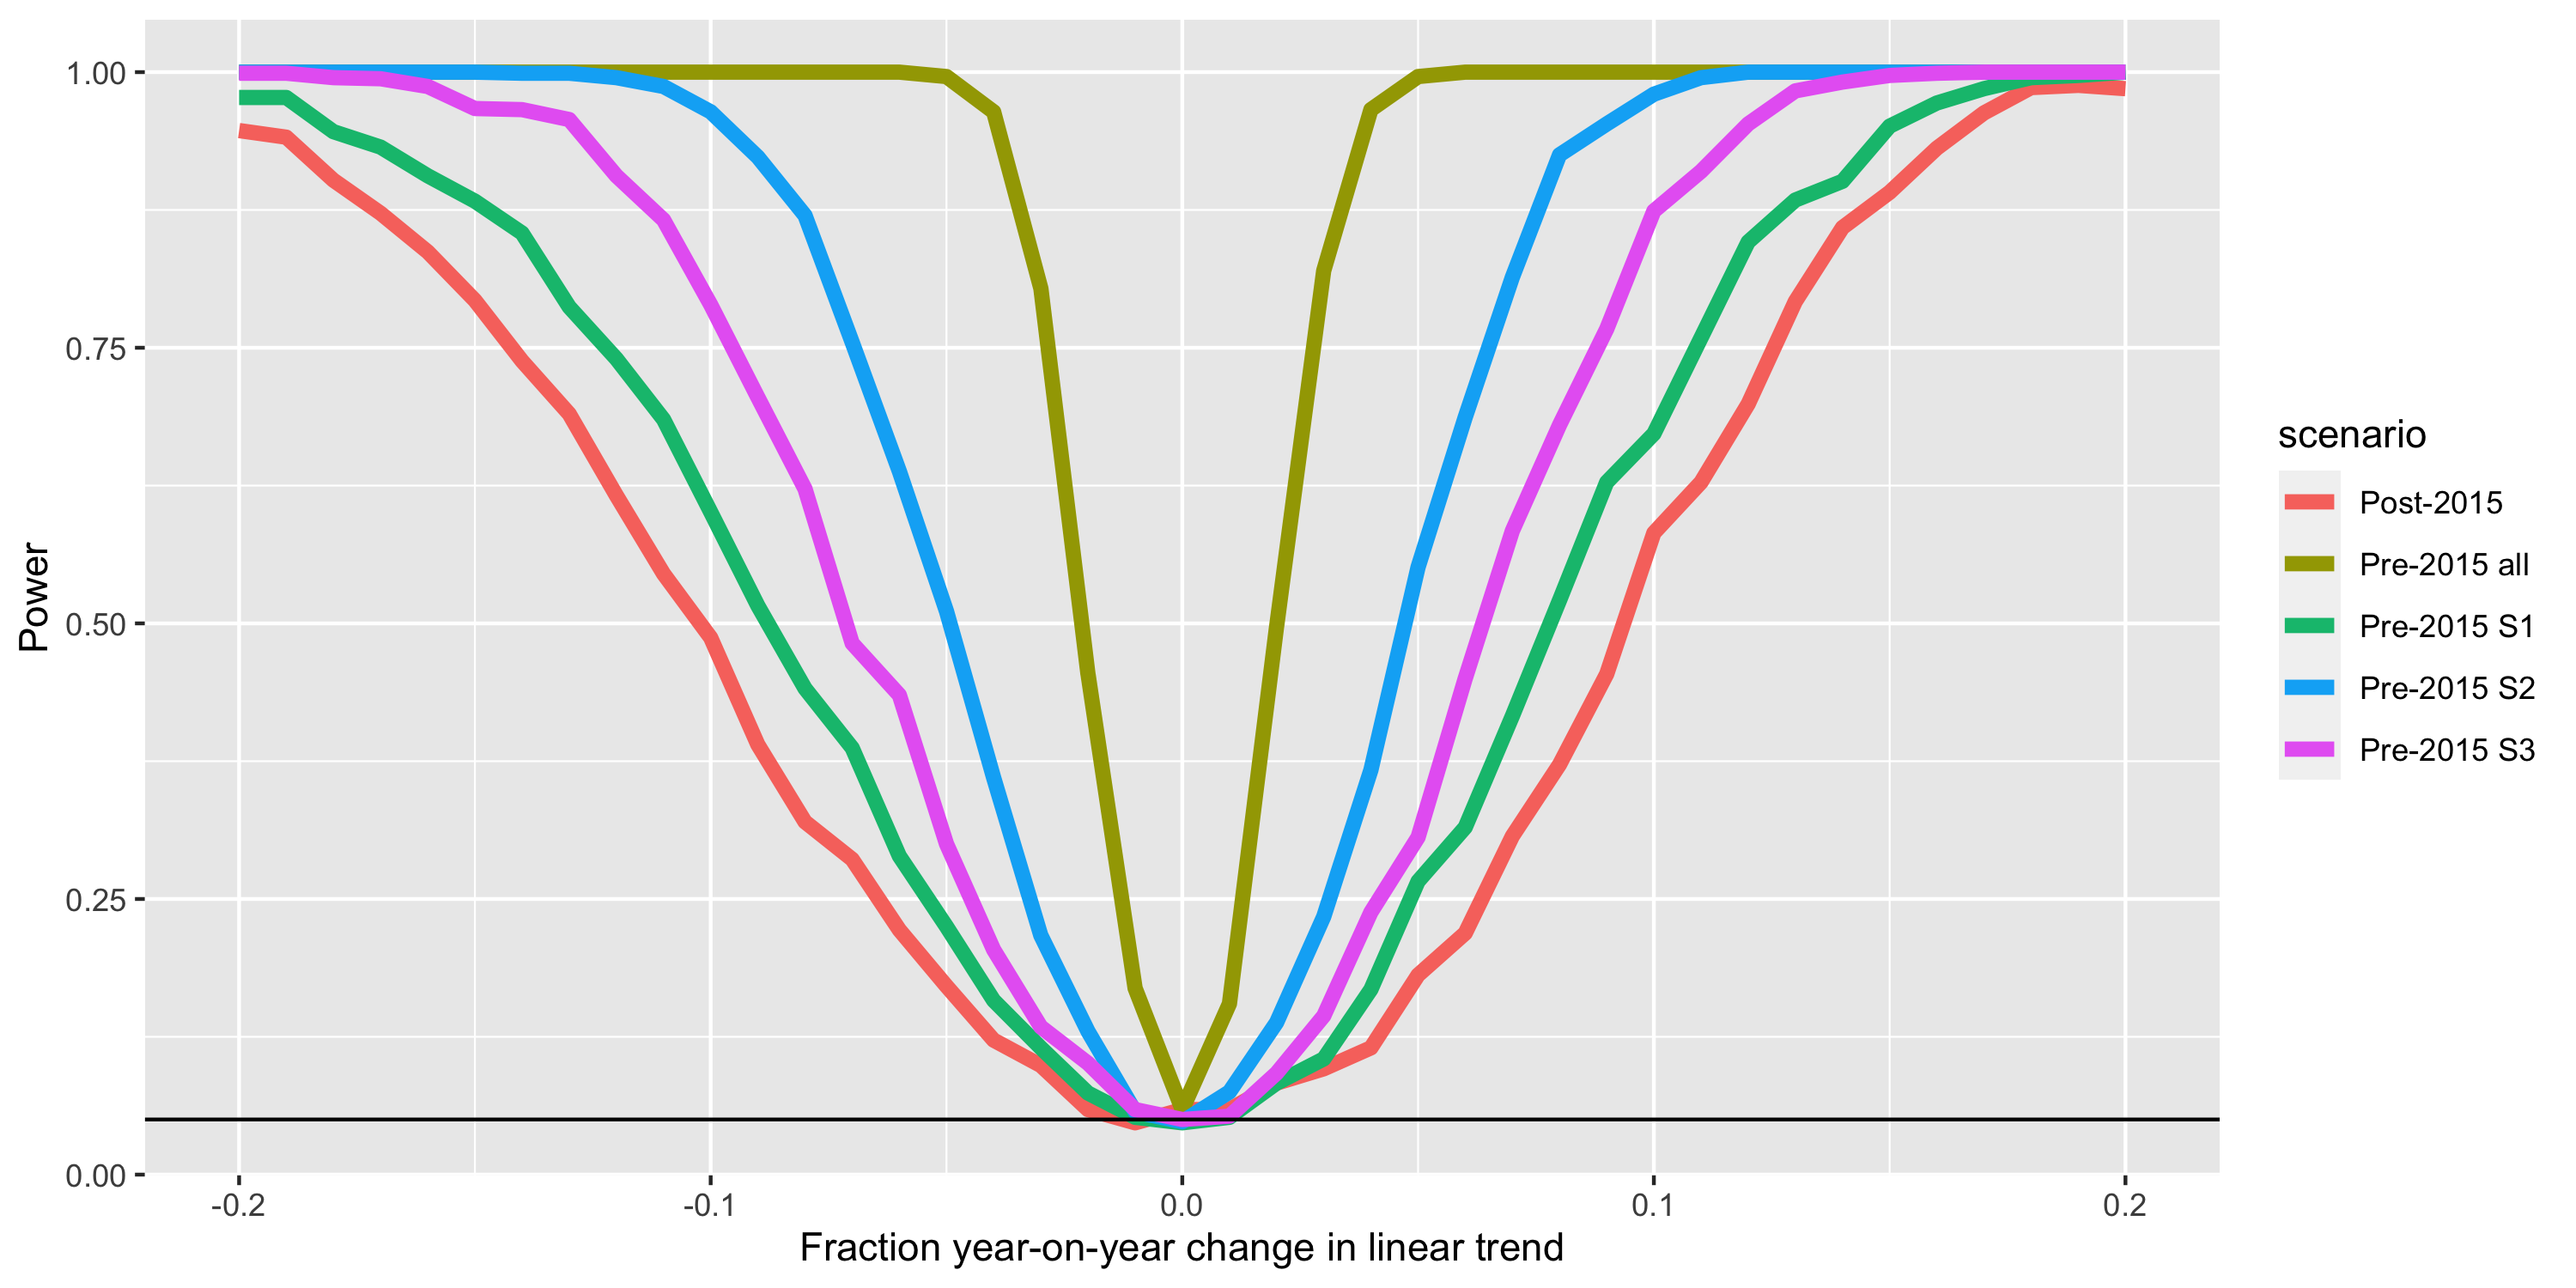 1.00
0.75
0.50
0.25
0.00
Power
-0.2
-0.1
0.0
0.1
0.2
Fraction year-on-year change in linear trend
scenario
Post-2015
Pre-2015 all
Pre-2015 S1
Pre-2015 S2
Pre-2015 S3